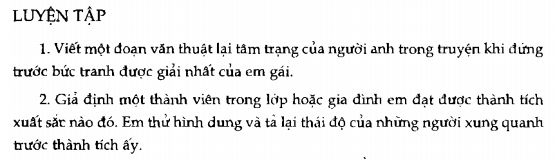 LUYỆN TẬP
1. Viết một đoạn văn thuật lại tâm trạng của người anh trong truyện khi đứng
trước bức tranh được giải nhất của em gái.
2. Giả định một thành viên trong lớp hoặc gia đình em đạt được thành tích
xuất sắc nào đó. Em thử hình dung và tả lại thái độ của những người xung quanh
trước thành tích ấy.